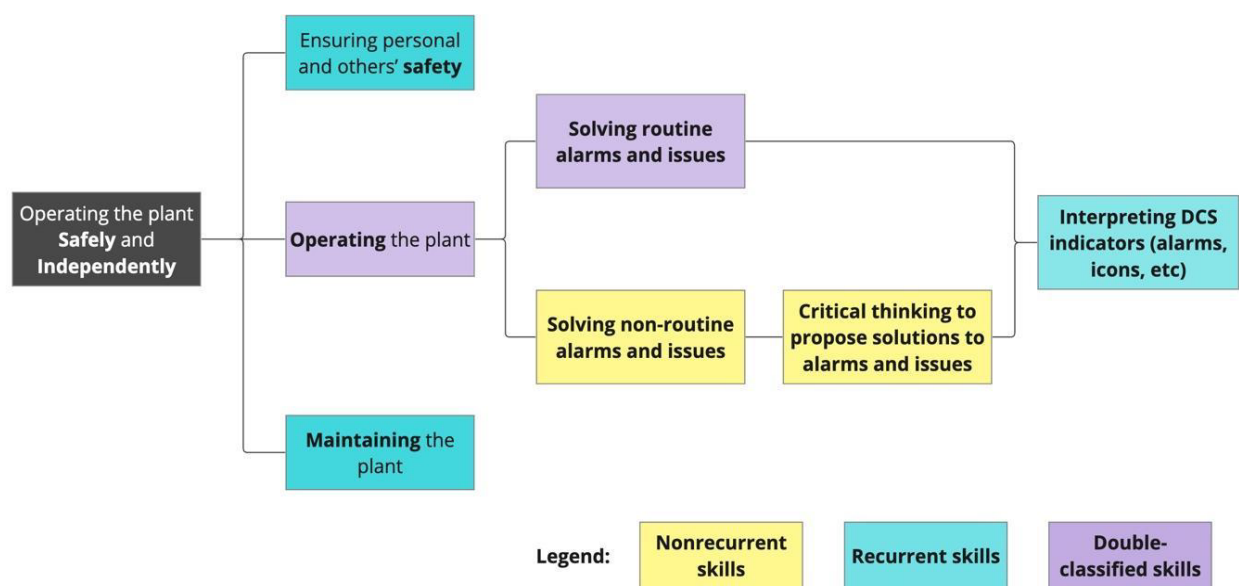 Ensuring personal
and others’ safety
Solving routine
alarms and issues
Operating the plant
Safely and
Independently
Operating the plant
Interpreting DCS
indicators (alarms,
icons, etc)
Solving non-routine
alarms and issues
Critical thinking to
propose solutions to
alarms and issues
Maintaining the
plant
Legend:
Nonrecurrent
skills
Recurrent skills
Double-
classified skills